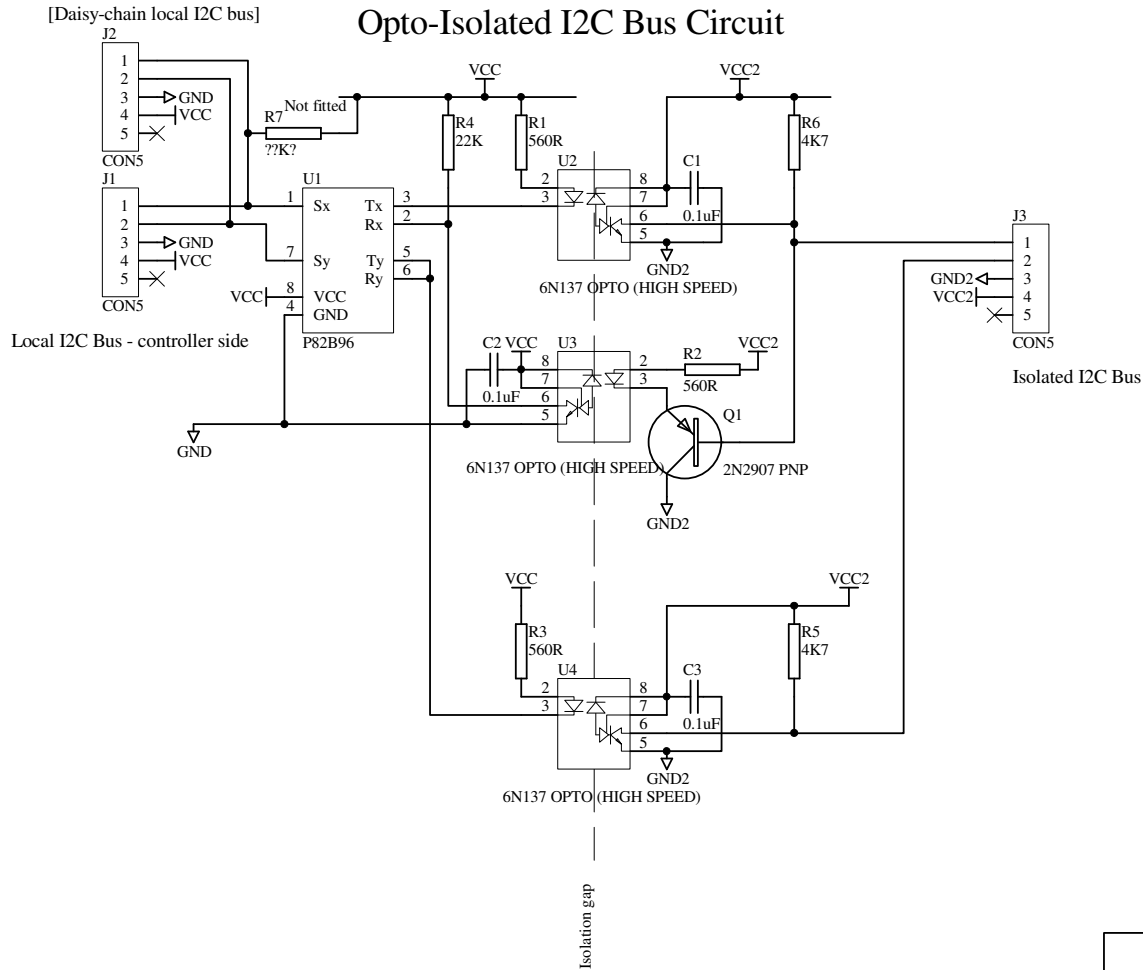 Opto-Isolated I2C Bus Circuit
[Daisy-chain local I2C bus]
J2
1
2
3
4
5
GND
VCC
CON5
R7
Not fitted
??K?
VCC
R4
22K
R1
560R
VCC2
R6
4K7
J1
1
2
3
4
5
GND
VCC
CON5
Local I2C Bus - controller side
U1
1
Sx
Tx
3
Rx
2
7
Sy
Ty
5
Ry
6
VCC
8
VCC
4
GND
P82B96
U2
2
3
8
7
6
5
C1
0.1uF
GND2
6N137 OPTO (HIGH SPEED)
J3
1
2
3
4
5
GND2
VCC2
CON5
Isolated I2C Bus
C2
VCC
0.1uF
U3
8
7
6
5
2
3
R2
560R
VCC2
Q1
2N2907 PNP
6N137 OPTO (HIGH SPEED)
GND
GND2
VCC
R3
560R
VCC2
R5
4K7
U4
2
3
8
7
6
5
C3
0.1uF
GND2
6N137 OPTO (HIGH SPEED)
Isolation gap